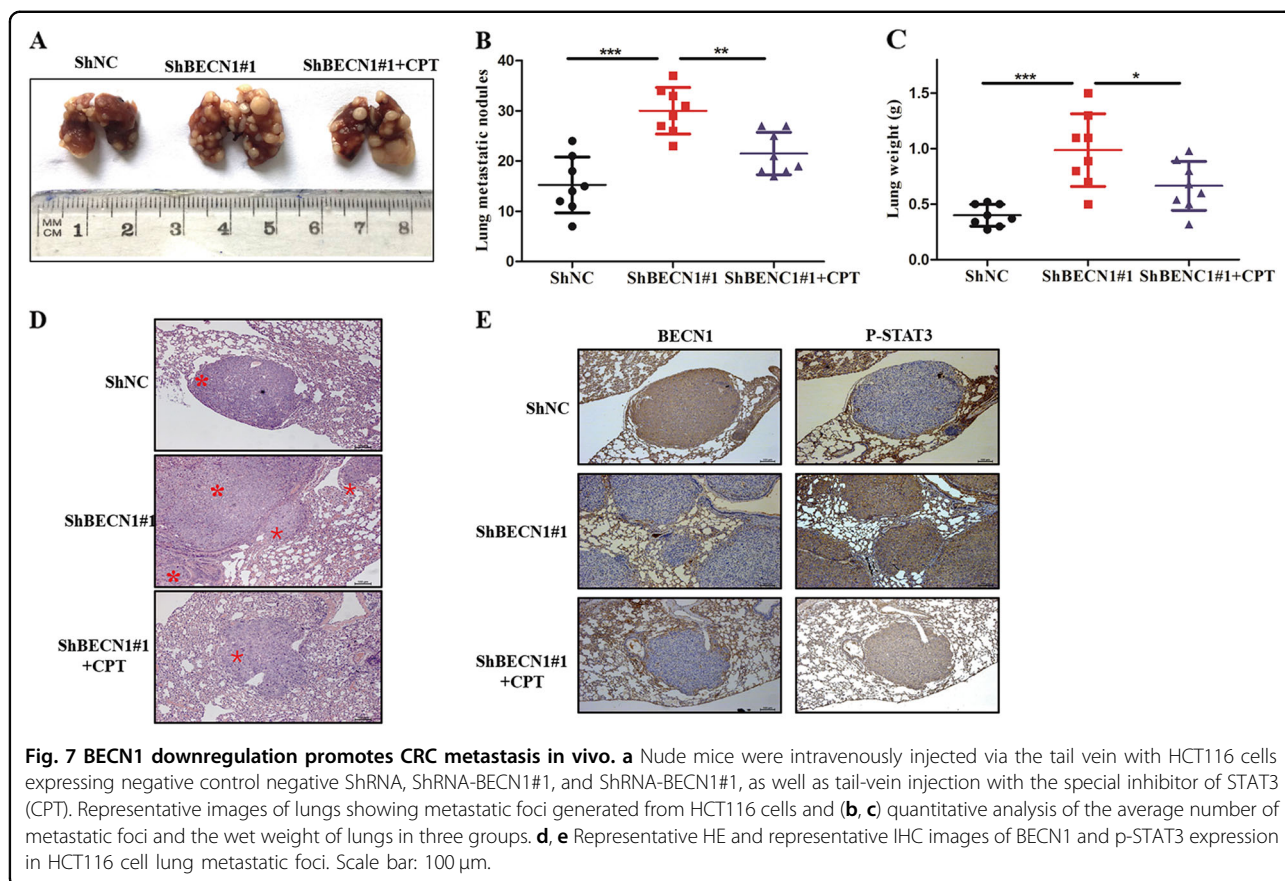 A
ShNC ShBECN1#1 ShBECN1#1+CPT
MM
CM 1 2 3 4 5 6 7 8
B
*** **
Lung metastatic nodules
40
30
20
10
0
ShNC ShBECN1#1 ShBENC1#1+CPT
C
*** *
Lung weight (g)
1.5
1.0
0.5
0.0
ShNC ShBECN1#1 ShBENC1#1+CPT
D
ShNC
*
ShBECN1#1
* * * *
ShBECN1#1
+CPT
*
E
BECN1 P-STAT3
ShNC
ShBECN1#1
ShBECN1#1
+CPT
Fig. 7 BECN1 downregulation promotes CRC metastasis in vivo. a Nude mice were intravenously injected via the tail vein with HCT116 cells
expressing negative control negative ShRNA, ShRNA-BECN1#1, and ShRNA-BECN1#1, as well as tail-vein injection with the special inhibitor of STAT3
(CPT). Representative images of lungs showing metastatic foci generated from HCT116 cells and (b, c) quantitative analysis of the average number of
metastatic foci and the wet weight of lungs in three groups. d, e Representative HE and representative IHC images of BECN1 and p-STAT3 expression
in HCT116 cell lung metastatic foci. Scale bar: 100 µm.